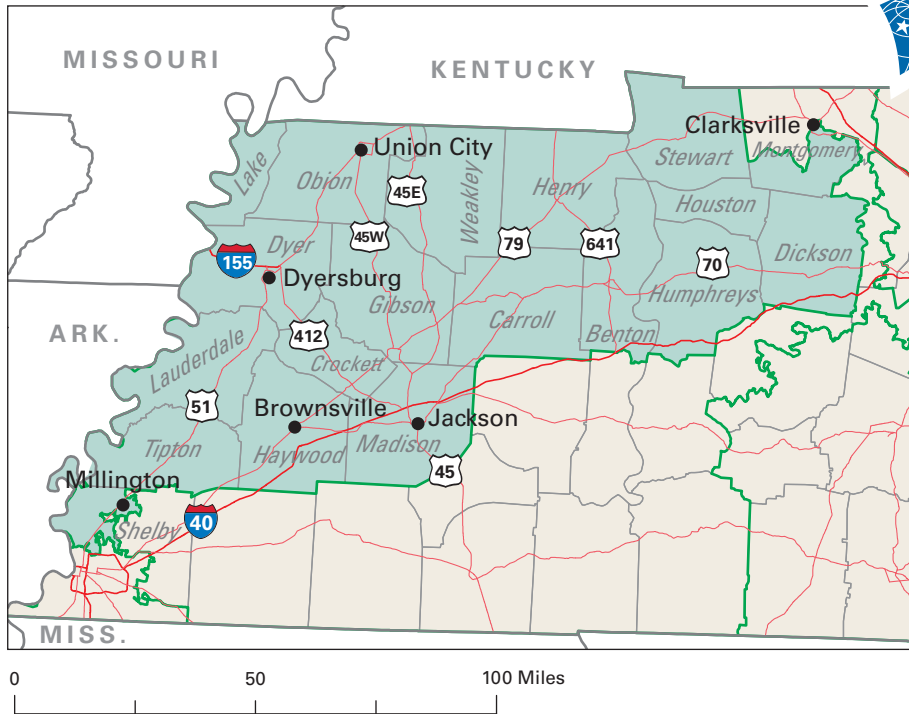 MISSOURI
KENTUCKY
Clarksville
Union City
Montgomery
Stewart
Lake
Obion
45E
Weakley
Henry
Houston
45W
79
641
Dyer
155
70
Dickson
Dyersburg
Humphreys
Gibson
Carroll
ARK.
412
Benton
Lauderdale
Crockett
51
Brownsville
Jackson
Tipton
Haywood
Madison
45
Millington
40
Shelby
MISS.
0 50 100 Miles